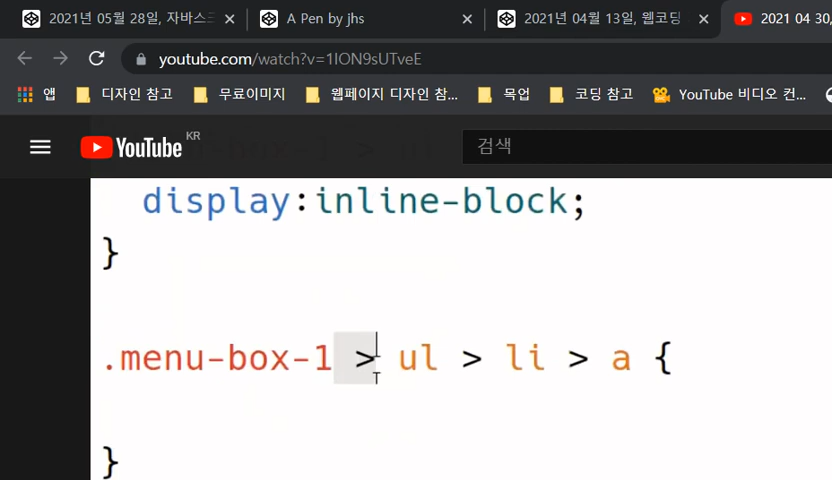 2021년 05월 28일, 자바스크
A Pen by jhs
2021년 04월 13일, 웹코딩
2021 04 30,
youtube.com/watch?v=1ION9sUTveE
앱 디자인 참고 무료이미지 웹페이지 디자인 참... 목업 코딩 참고 YouTube 비디오 컨...
YouTube KR 검색
display:inline-block;
}
.menu-box-1 > ul > li > a {
}